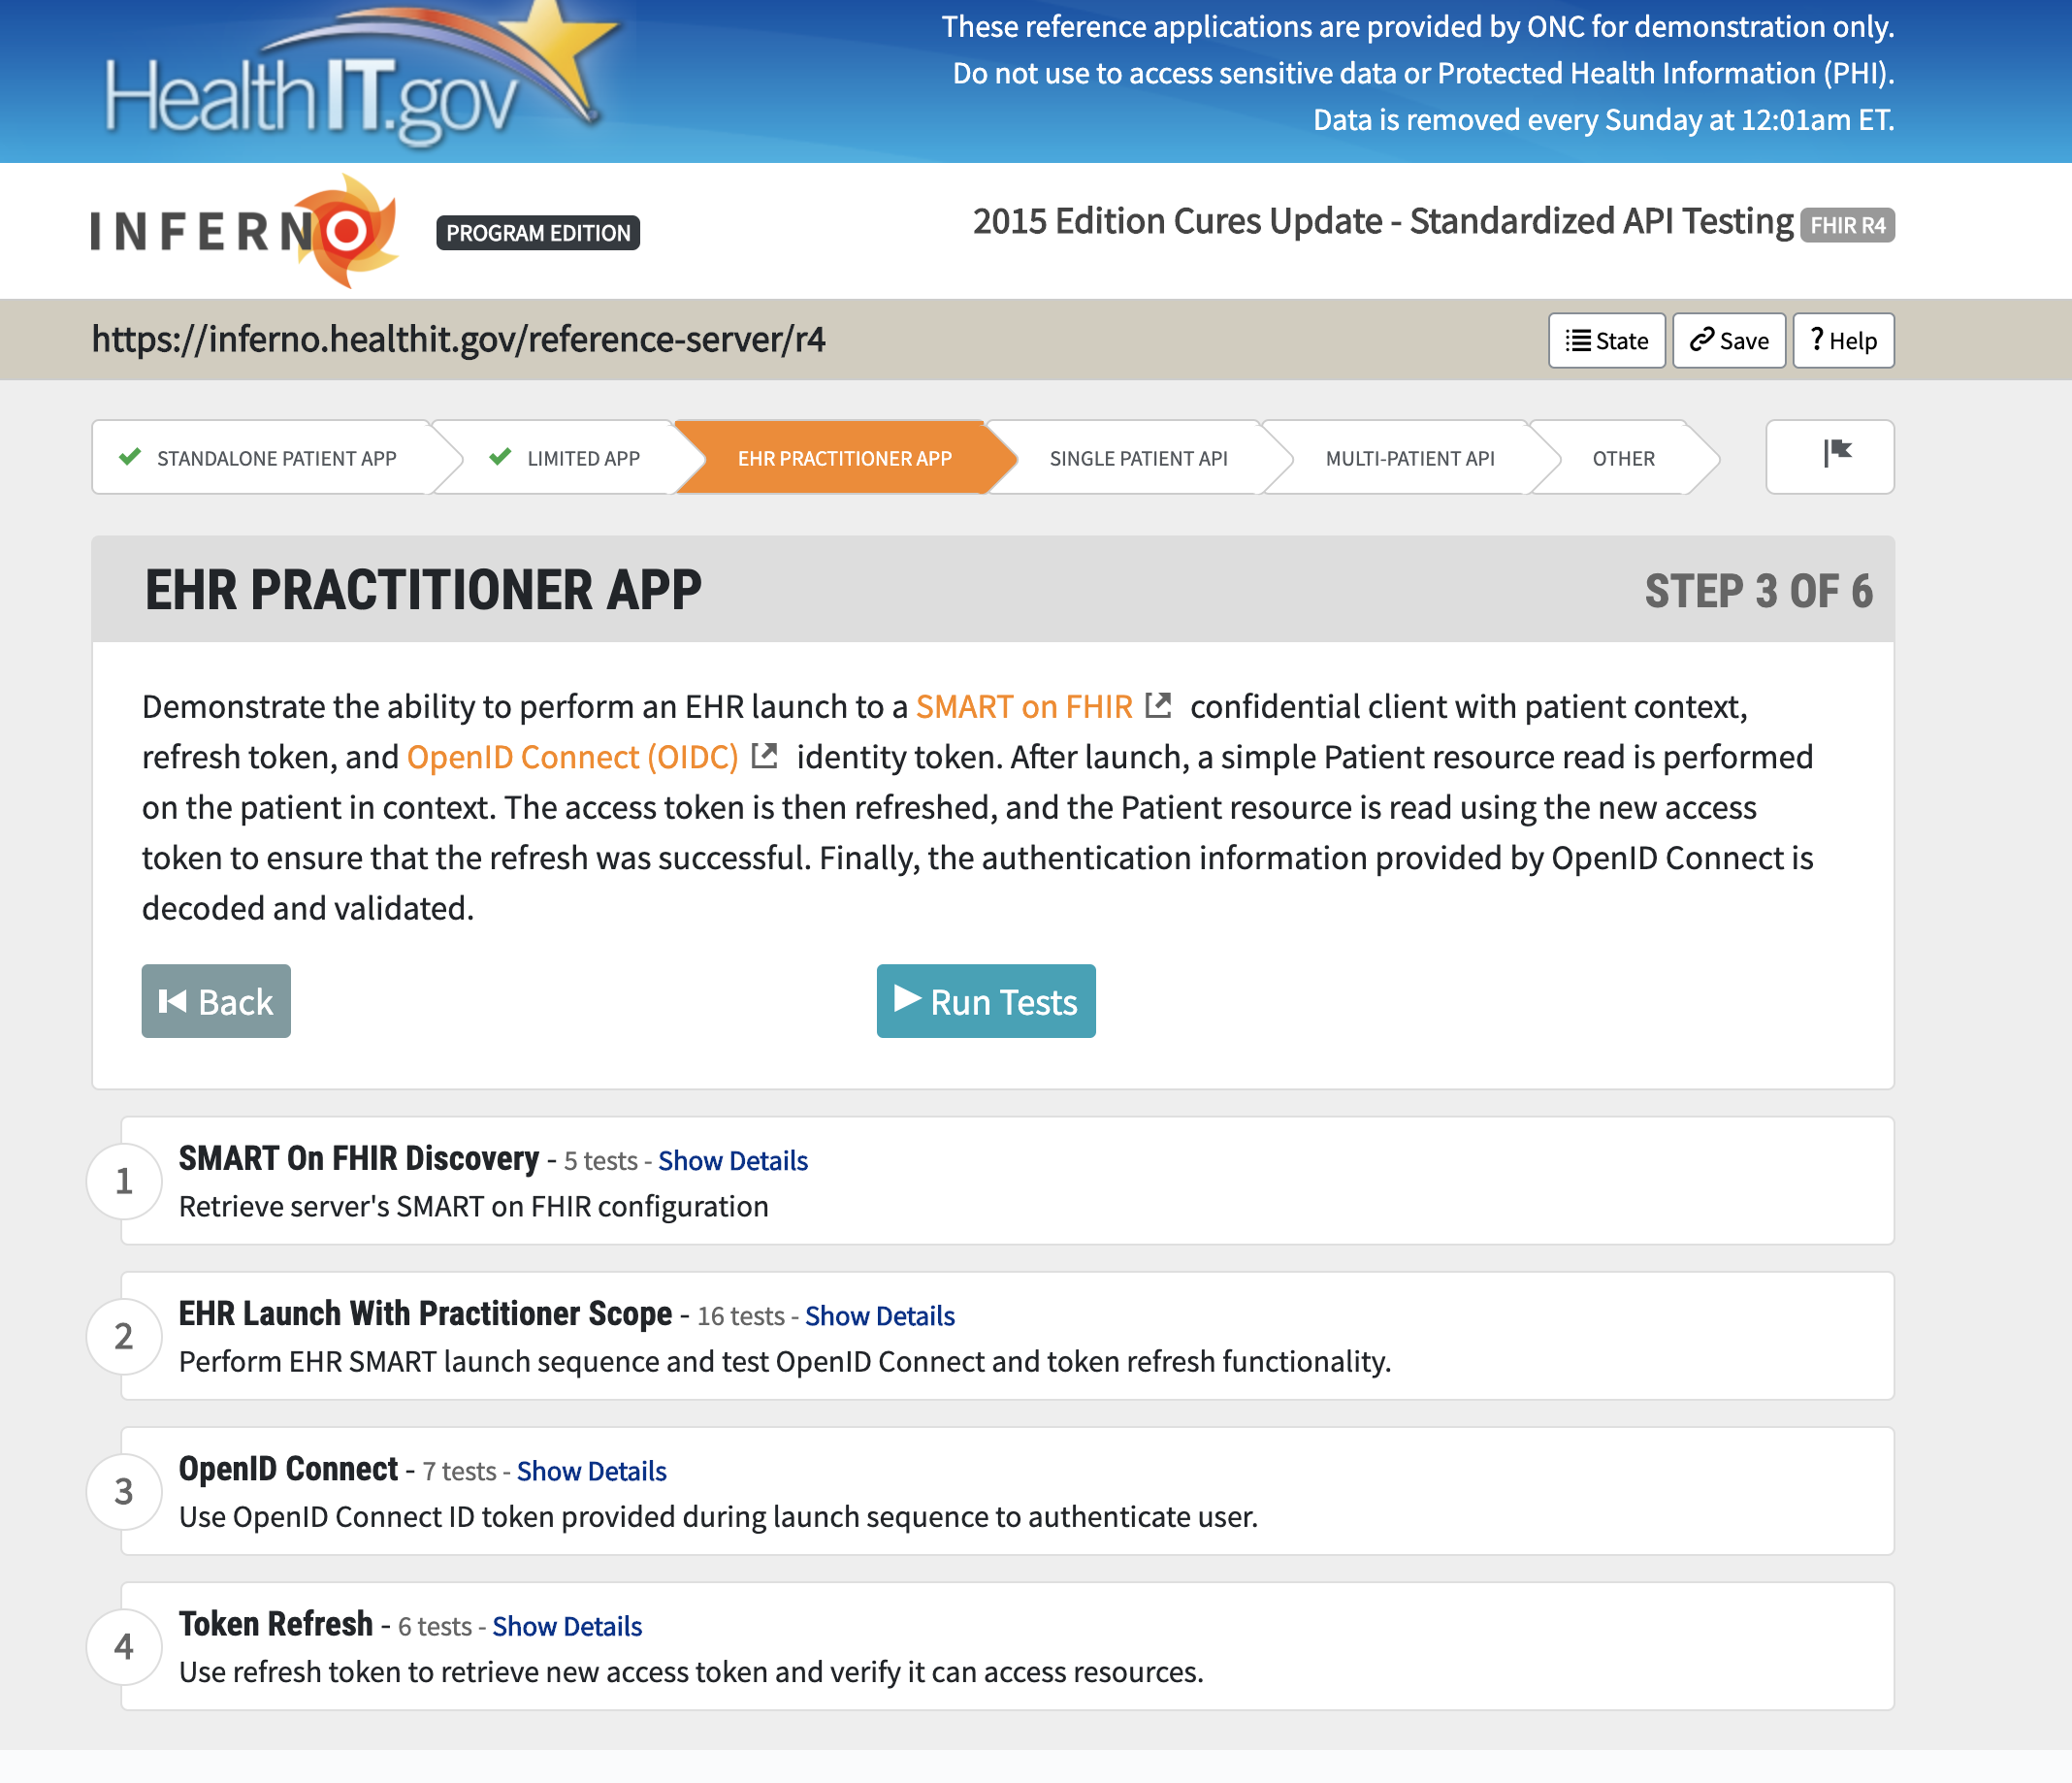 These reference applications are provided by ONC for demonstration only.
HealthIT.gov
Do not use to access sensitive data or Protected Health Information (PHI).
Data is removed every Sunday at 12:01am ET.
INFERNO
PROGRAM EDITION
2015 Edition Cures Update - Standardized API Testing FHIR R4
https://inferno.healthit.gov/reference-server/r4
State
Save
? Help
STANDALONE PATIENT APP
LIMITED APP
EHR PRACTITIONER APP
SINGLE PATIENT API
MULTI-PATIENT API
OTHER
EHR PRACTITIONER APP
STEP 3 OF 6
Demonstrate the ability to perform an EHR launch to a SMART on FHIR confidential client with patient context,
refresh token, and OpenID Connect (OIDC) identity token. After launch, a simple Patient resource read is performed
on the patient in context. The access token is then refreshed, and the Patient resource is read using the new access
token to ensure that the refresh was successful. Finally, the authentication information provided by OpenID Connect is
decoded and validated.
Back
Run Tests
1
SMART On FHIR Discovery - 5 tests - Show Details
Retrieve server's SMART on FHIR configuration
2
EHR Launch With Practitioner Scope - 16 tests - Show Details
Perform EHR SMART launch sequence and test OpenID Connect and token refresh functionality.
3
OpenID Connect - 7 tests - Show Details
Use OpenID Connect ID token provided during launch sequence to authenticate user.
4
Token Refresh - 6 tests - Show Details
Use refresh token to retrieve new access token and verify it can access resources.